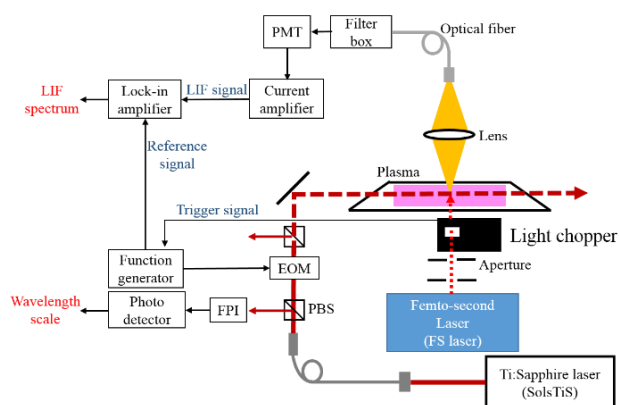 PMT
Filter
box
Optical fiber
LIF
spectrum
Lock-in
amplifier
LIF signal
Current
amplifier
Lens
Reference
signal
Plasma
Trigger signal
Light chopper
Function
generator
EOM
Aperture
Wavelength
scale
Photo
detector
FPI
PBS
Femto-second
Laser
(FS laser)
Ti:Sapphire laser
(SolsTiS)